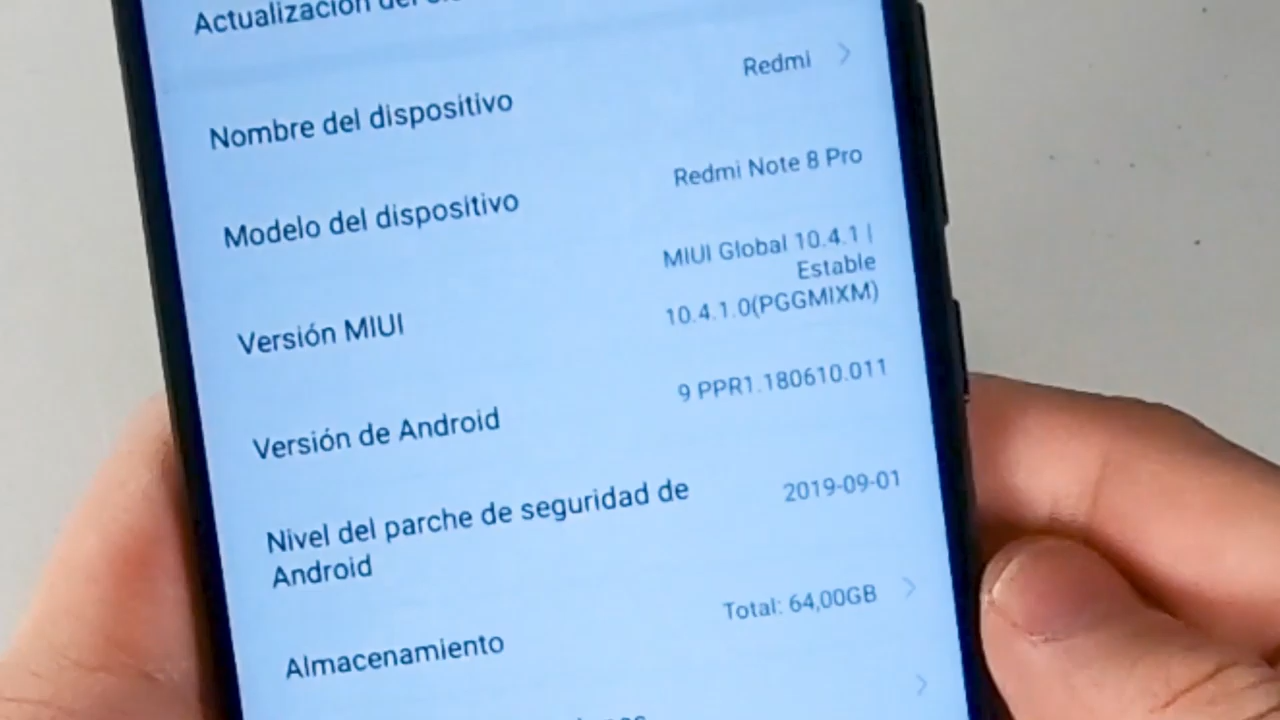 Actualización del
Redmi
Nombre del dispositivo
Redmi Note 8 Pro
Modelo del dispositivo
MIUI Global 10.4.1 |
Estable
10.4.1.0(PGGMIXM)
Versión MIUI
9 PPR1.180610.011
Versión de Android
2019-09-01
Nivel del parche de seguridad de
Android
Total: 64,00GB
Almacenamiento